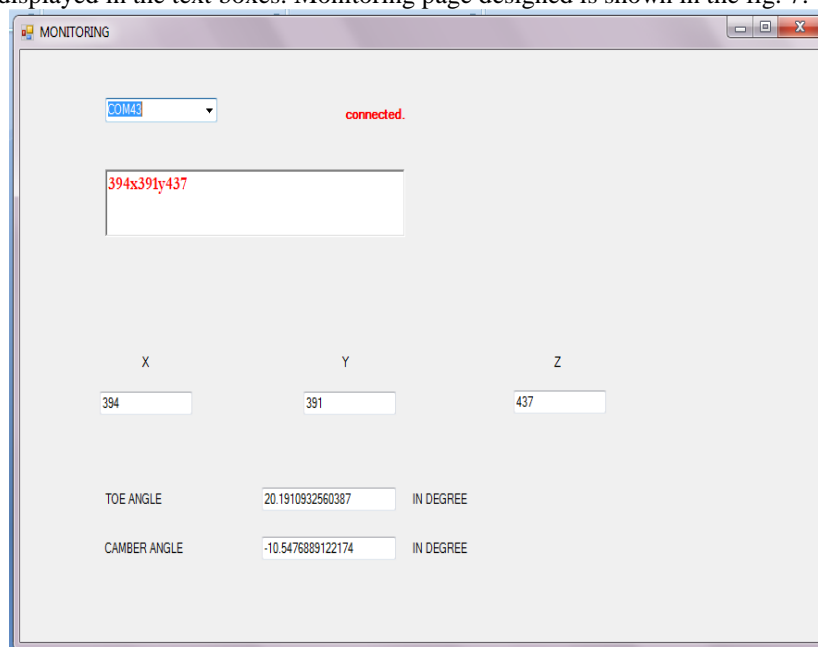 displayed in the text boxes. Monitoring page designed is shown in the fig. 7.
MONITORING
COM43
connected.
394x391y437
X Y Z
394 391 437
TOE ANGLE 20.1910932560387 IN DEGREE
CAMBER ANGLE -10.5476889122174 IN DEGREE